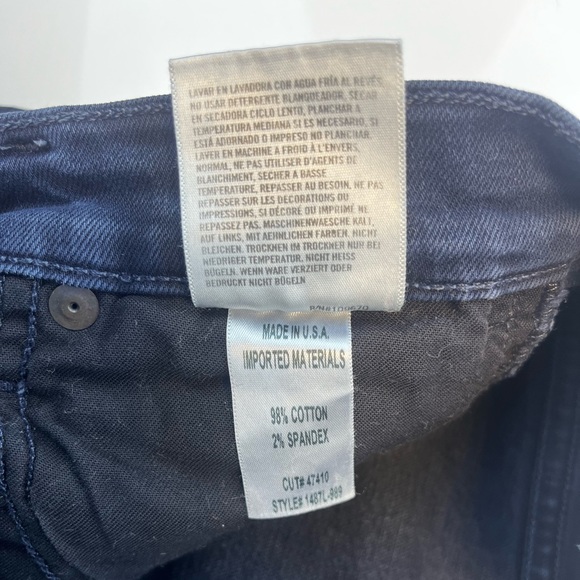 LAVAR EN LAVADORA CON AGUA FRÍA AL REVÉS
NO USAR DETERGENTE BLANQUEADOR, SECAR
EN SECADORA CICLO LENTO, PLANCHAR A
TEMPERATURA MEDIANA SI ES NECESARIO, SI
ESTÁ ADORNADO O IMPRESO NO PLANCHAR.
LAVER EN MACHINE A FROID À L'ENVERS,
NORMAL, NE PAS UTILISER D'AGENTS DE
BLANCHIMENT, SECHER A BASSE
TEMPERATURE, REPASSER AU BESOIN, NE PAS
REPASSER SUR LES DECORATIONS OU
IMPRESSIONS, SI DÉCORÉ OU IMPRIMÉ NE
REPASSEZ PAS. MASCHINENWAESCHE KALT,
AUF LINKS, MIT AEHNLICHEN FARBEN. NICHT
BLEICHEN. TROCKNEN IM TROCKNER NUR BEI
NIEDRIGER TEMPERATUR. NICHT HEISS
BÜGELN. WENN WARE VERZIERT ODER
BEDRUCKT NICHT BÜGELN
MADE IN U.S.A.
IMPORTED MATERIALS
98% COTTON
2% SPANDEX
CUT# 47410
STYLE# 1487L-989